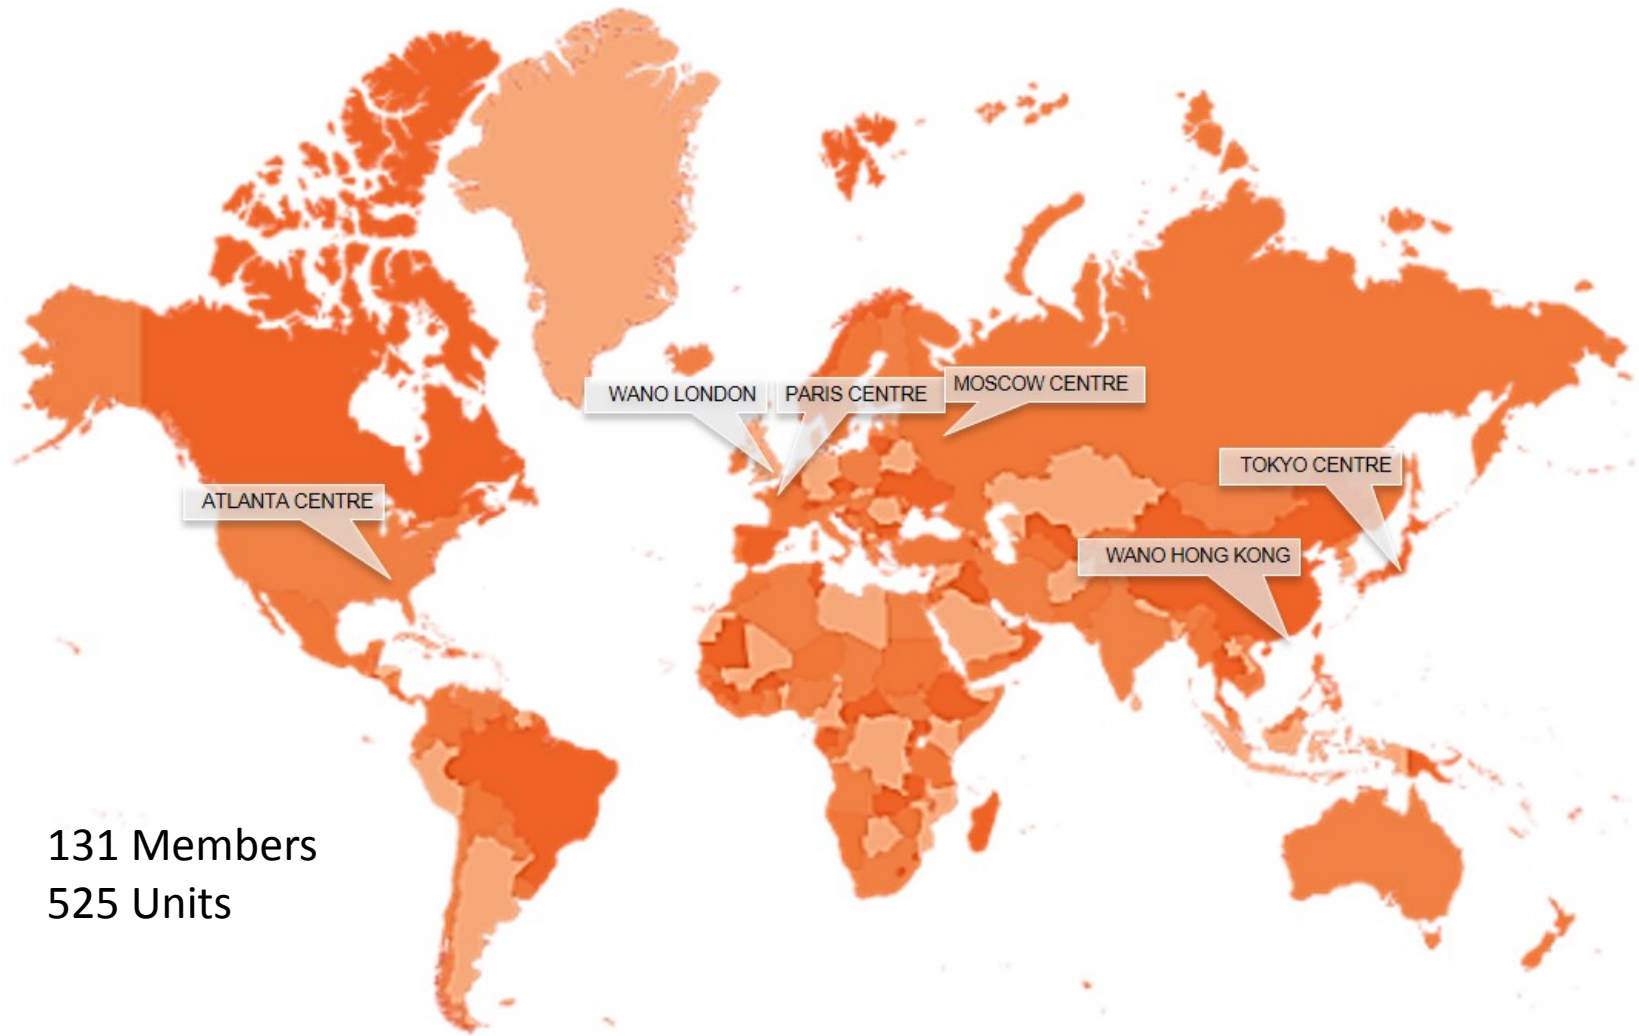 WANO LONDON
PARIS CENTRE
MOSCOW CENTRE
ATLANTA CENTRE
TOKYO CENTRE
WANO HONG KONG
131 Members
525 Units